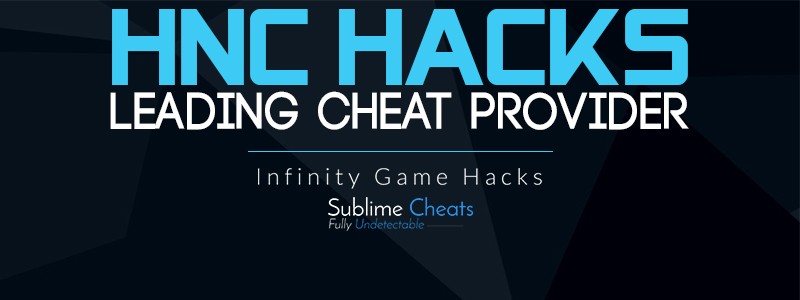 HNC HACKS
LEADING CHEAT PROVIDER
Infinity Game Hacks
Sublime Cheats
Fully Undetectable